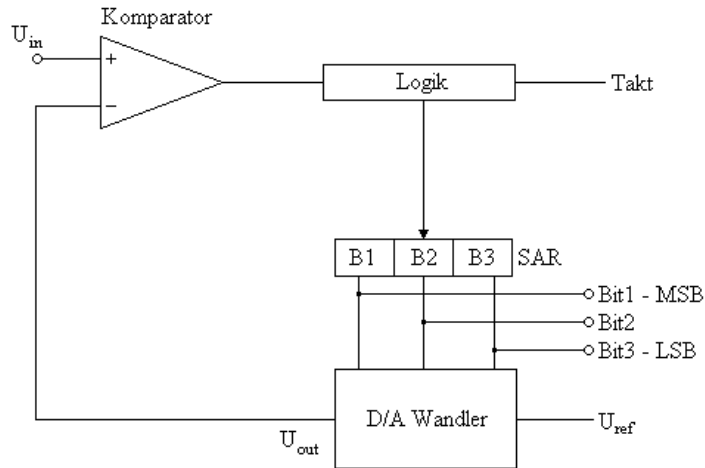 Komparator
U_in
+
−
Logik
Takt
B1 B2 B3 SAR
Bit1 - MSB
Bit2
Bit3 - LSB
D/A Wandler
U_ref
U_out